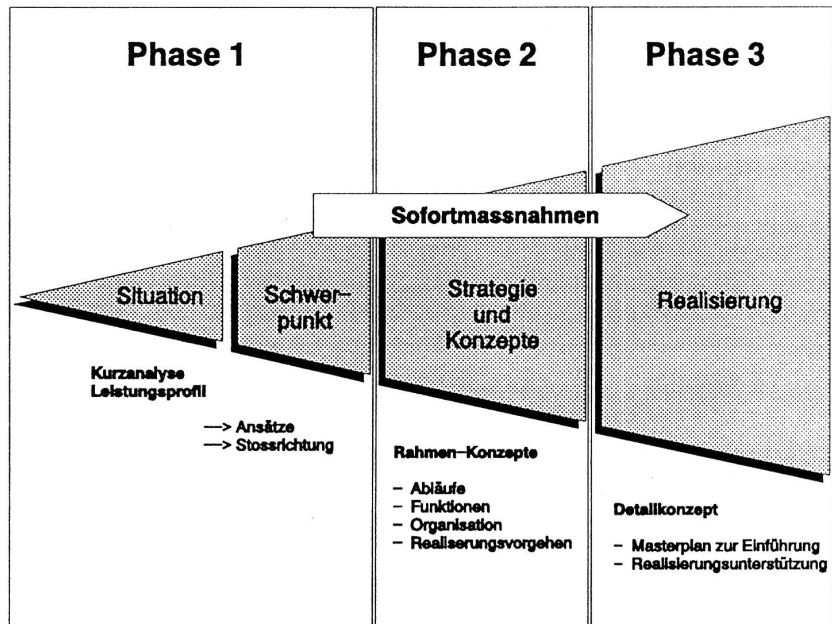 Phase 1
Phase 2
Phase 3
Sofortmassnahmen
Situation
Schwer–
punkt
Strategie
und
Konzepte
Realisierung
Kurzanalyse
Leistungsprofil
––> Ansätze
––> Stossrichtung
Rahmen–Konzepte
– Abläufe
– Funktionen
– Organisation
– Realiserungsvorgehen
Detailkonzept
– Masterplan zur Einführung
– Realisierungsunterstützung